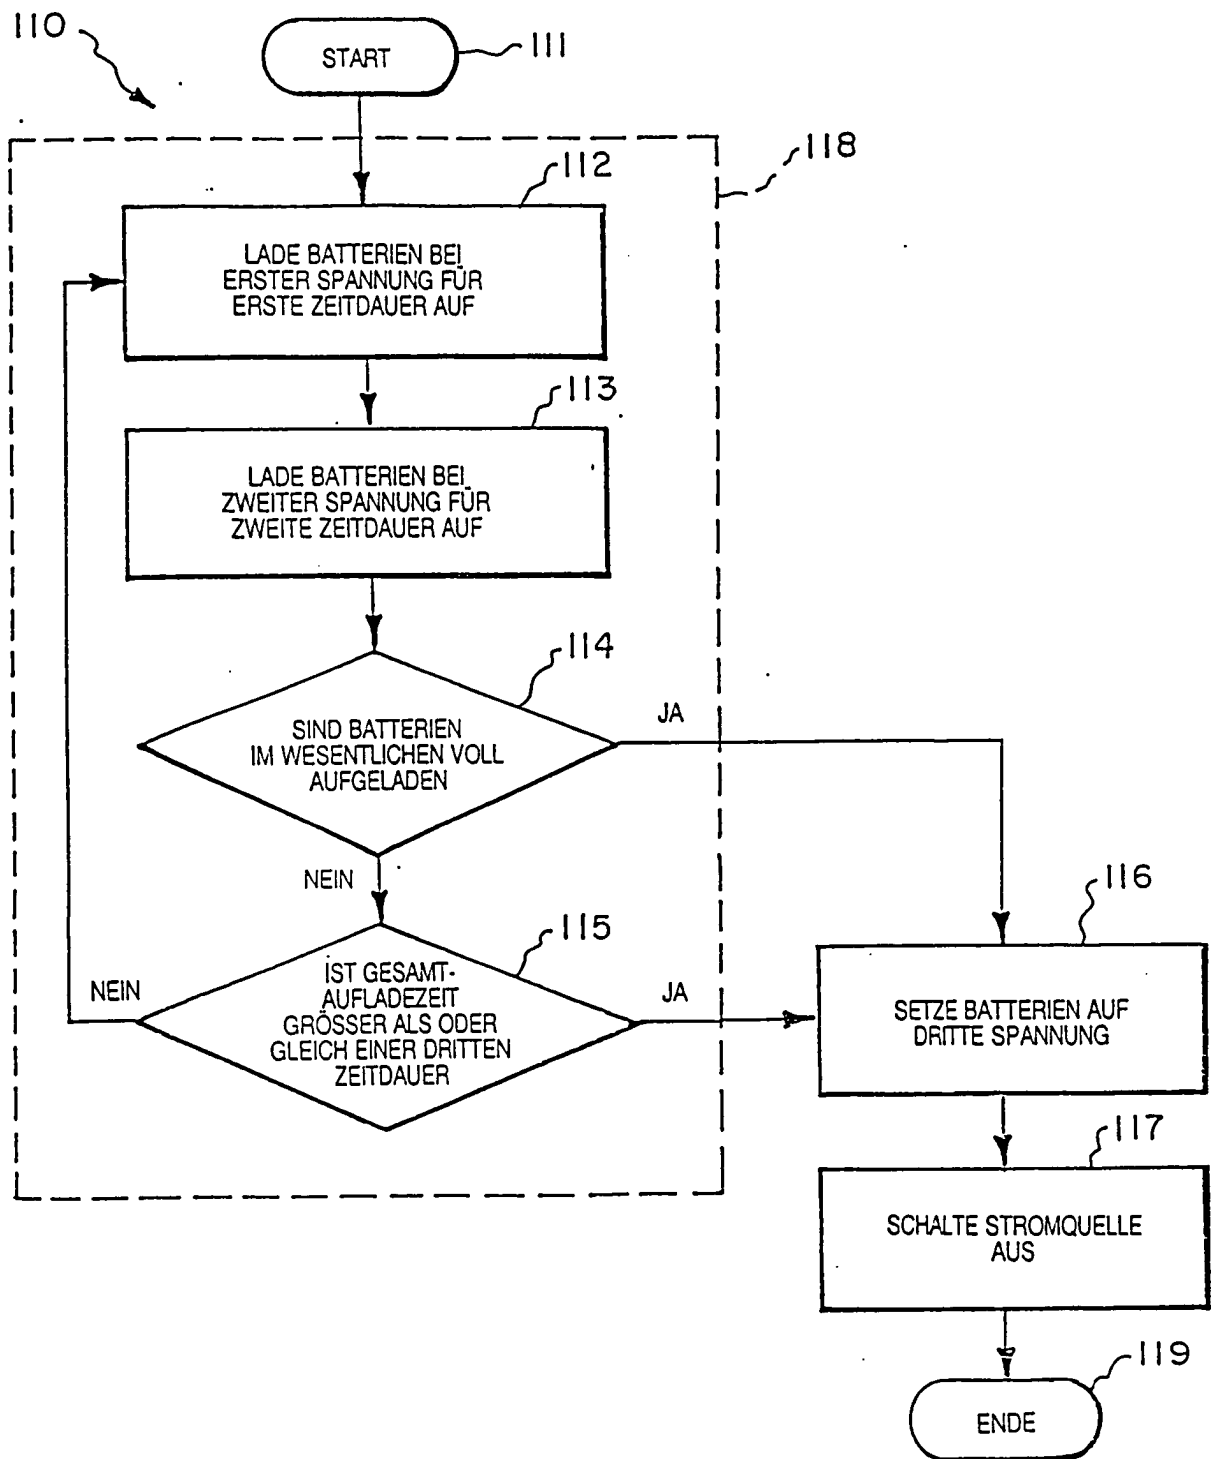 110
START
111
118
112
LADE BATTERIEN BEI
ERSTER SPANNUNG FÜR
ERSTE ZEITDAUER AUF
113
LADE BATTERIEN BEI
ZWEITER SPANNUNG FÜR
ZWEITE ZEITDAUER AUF
114
SIND BATTERIEN
IM WESENTLICHEN VOLL
AUFGELADEN
JA
NEIN
115
IST GESAMT-
AUFLADEZEIT
GRÖSSER ALS ODER
GLEICH EINER DRITTEN
ZEITDAUER
NEIN
JA
116
SETZE BATTERIEN AUF
DRITTE SPANNUNG
117
SCHALTE STROMQUELLE
AUS
119
ENDE